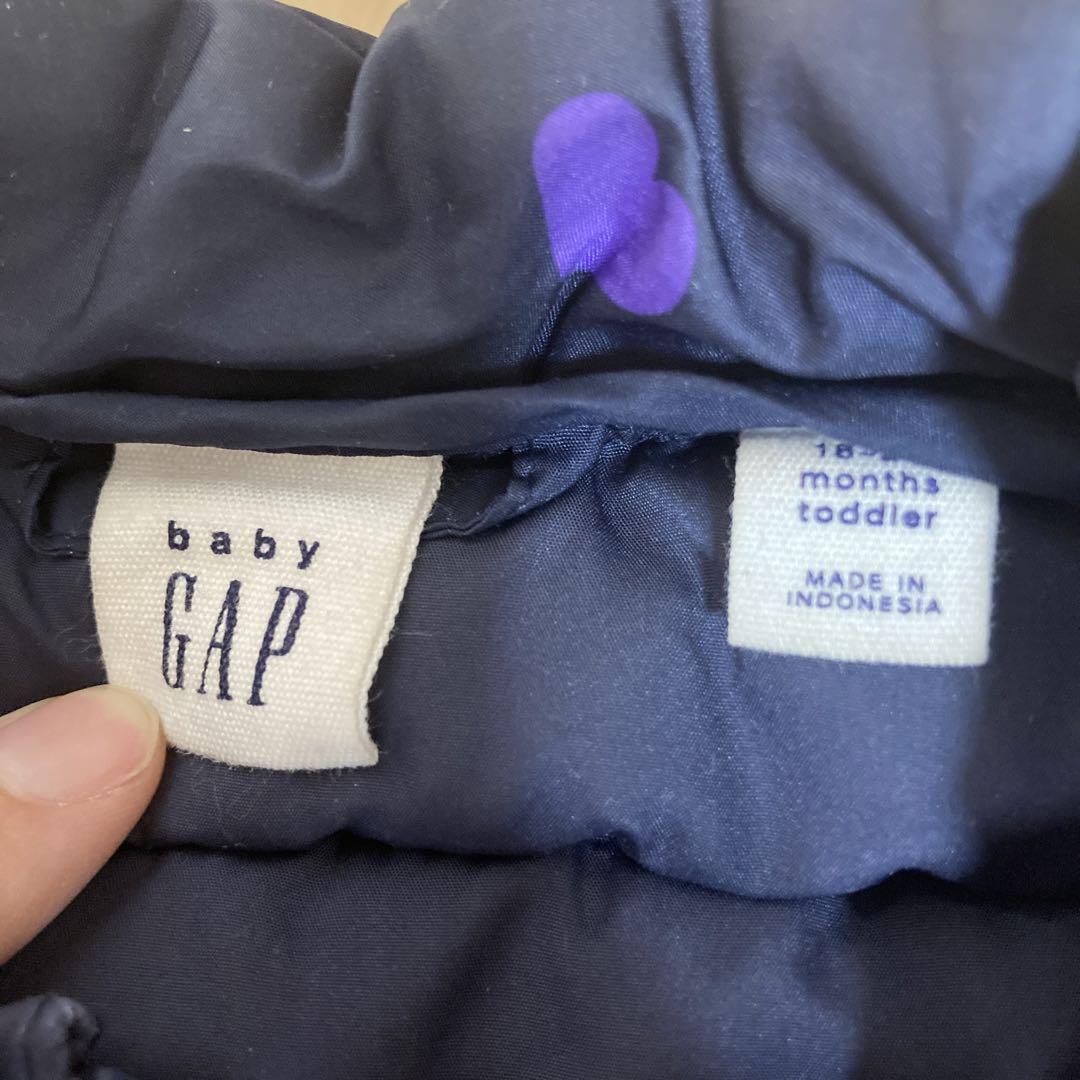 baby
GAP
months
toddler
MADE IN
INDONESIA